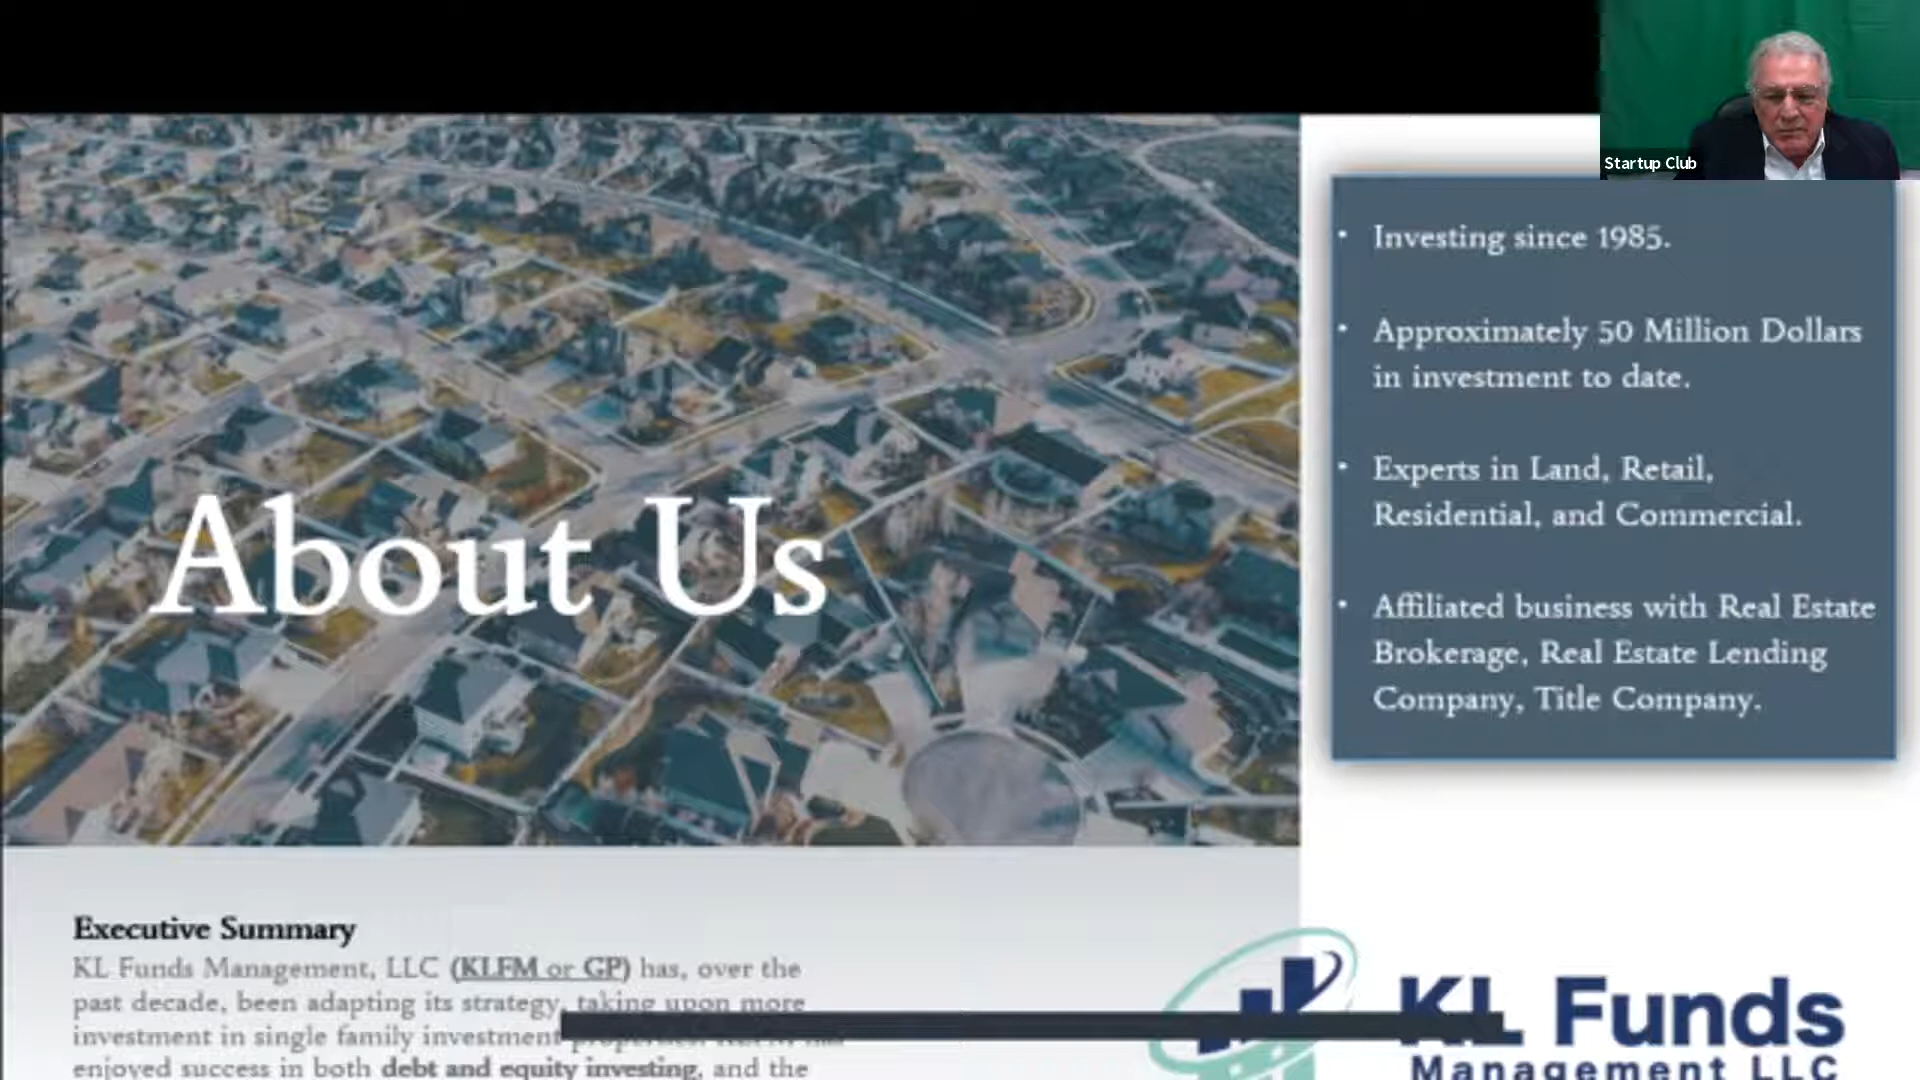 Startup Club
• Investing since 1985.
• Approximately 50 Million Dollars
in investment to date.
• Experts in Land, Retail,
Residential, and Commercial.
• Affiliated business with Real Estate
Brokerage, Real Estate Lending
Company, Title Company.
About Us
Executive Summary
KL Funds Management, LLC (KLFM or GP) has, over the
past decade, been adapting its strategy, taking upon more
investment in single family investment
enjoyed success in both debt and equity investing, and the
KL Funds
Management LLC